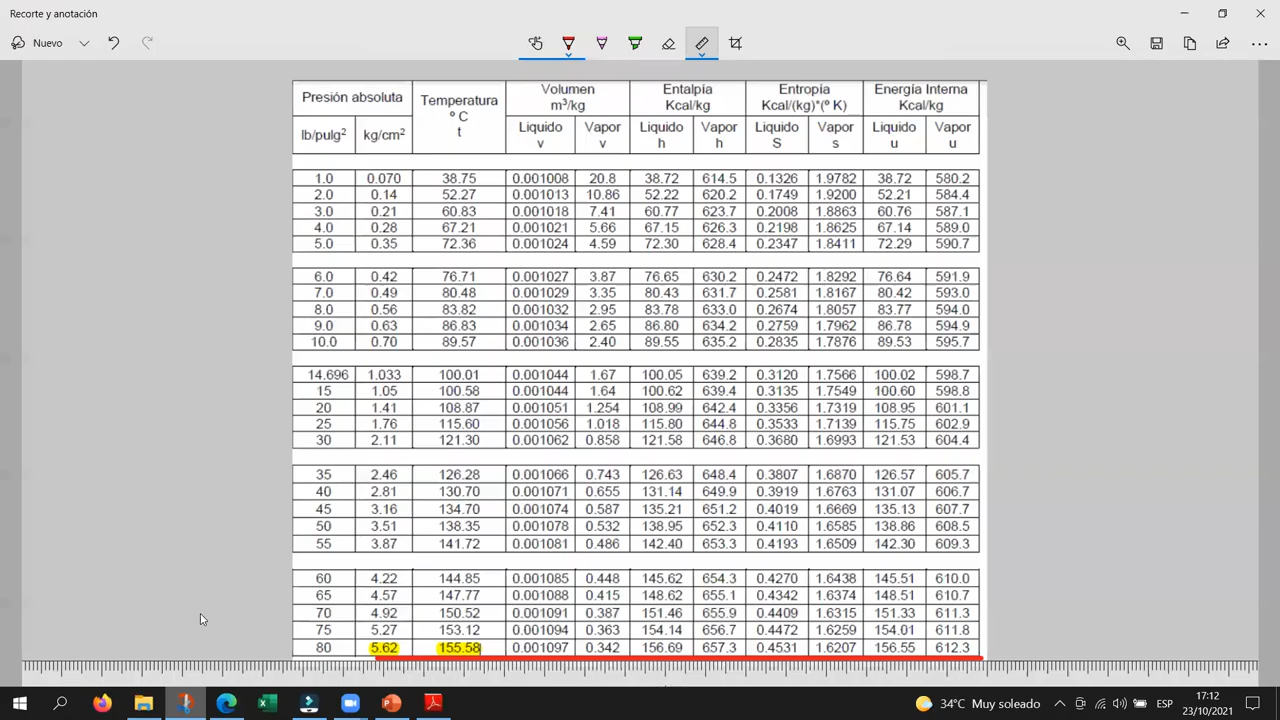 Recorte y anotación
Nuevo
Presión absoluta Temperatura º C t Volumen m³/kg Entalpía Kcal/kg Entropía Kcal/(kg)*(º K) Energía Interna Kcal/kg
lb/pulg² kg/cm² Liquido v Vapor v Liquido h Vapor h Liquido S Vapor s Liquido u Vapor u
1.0 0.070 38.75 0.001008 20.8 38.72 614.5 0.1326 1.9782 38.72 580.2
2.0 0.14 52.27 0.001013 10.86 52.22 620.2 0.1749 1.9200 52.21 584.4
3.0 0.21 60.83 0.001018 7.41 60.77 623.7 0.2008 1.8863 60.76 587.1
4.0 0.28 67.21 0.001021 5.66 67.15 626.3 0.2198 1.8625 67.14 589.0
5.0 0.35 72.36 0.001024 4.59 72.30 628.4 0.2347 1.8411 72.29 590.7
6.0 0.42 76.71 0.001027 3.87 76.65 630.2 0.2472 1.8292 76.64 591.9
7.0 0.49 80.48 0.001029 3.35 80.43 631.7 0.2581 1.8167 80.42 593.0
8.0 0.56 83.82 0.001032 2.95 83.78 633.0 0.2674 1.8057 83.77 594.0
9.0 0.63 86.83 0.001034 2.65 86.80 634.2 0.2759 1.7962 86.78 594.9
10.0 0.70 89.57 0.001036 2.40 89.55 635.2 0.2835 1.7876 89.53 595.7
14.696 1.033 100.01 0.001044 1.67 100.05 639.2 0.3120 1.7566 100.02 598.7
15 1.05 100.58 0.001044 1.64 100.62 639.4 0.3135 1.7549 100.60 598.8
20 1.41 108.87 0.001051 1.254 108.99 642.4 0.3356 1.7319 108.95 601.1
25 1.76 115.60 0.001056 1.018 115.80 644.8 0.3533 1.7139 115.75 602.9
30 2.11 121.30 0.001062 0.858 121.58 646.8 0.3680 1.6993 121.53 604.4
35 2.46 126.28 0.001066 0.743 126.63 648.4 0.3807 1.6870 126.57 605.7
40 2.81 130.70 0.001071 0.655 131.14 649.9 0.3919 1.6763 131.07 606.7
45 3.16 134.70 0.001074 0.587 135.21 651.2 0.4019 1.6669 135.13 607.7
50 3.51 138.35 0.001078 0.532 138.95 652.3 0.4110 1.6585 138.86 608.5
55 3.87 141.72 0.001081 0.486 142.40 653.3 0.4193 1.6509 142.30 609.3
60 4.22 144.85 0.001085 0.448 145.62 654.3 0.4270 1.6438 145.51 610.0
65 4.57 147.77 0.001088 0.415 148.62 655.1 0.4342 1.6374 148.51 610.7
70 4.92 150.52 0.001091 0.387 151.46 655.9 0.4409 1.6315 151.33 611.3
75 5.27 153.12 0.001094 0.363 154.14 656.7 0.4472 1.6259 154.01 611.8
80 5.62 155.58 0.001097 0.342 156.69 657.3 0.4531 1.6207 156.55 612.3
34°C Muy soleado ESP 17:12
23/10/2021